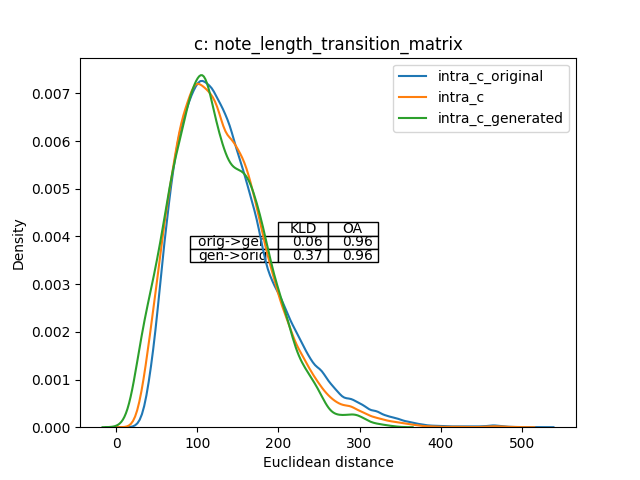 c: note_length_transition_matrix
intra_c_original
intra_c
intra_c_generated
Density
0.007
0.006
0.005
0.004
0.003
0.002
0.001
0.000
KLD OA
orig->gen 0.06 0.96
gen->orig 0.37 0.96
0 100 200 300 400 500
Euclidean distance